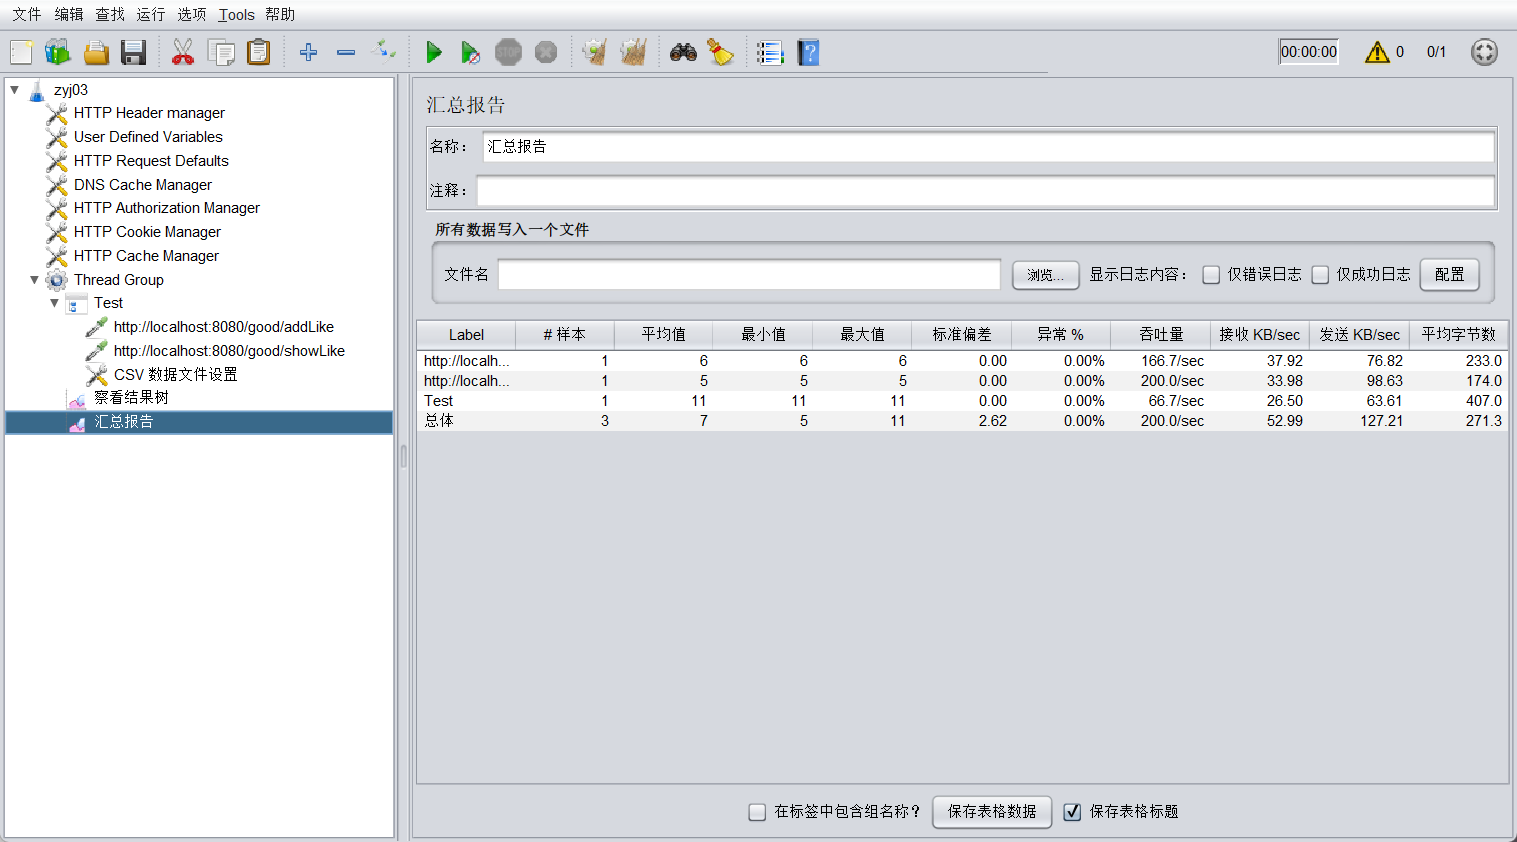 文件 编辑 查找 运行 选项 Tools 帮助
STOP 00:00:00 0 0/1
zyj03
HTTP Header manager
User Defined Variables
HTTP Request Defaults
DNS Cache Manager
HTTP Authorization Manager
HTTP Cookie Manager
HTTP Cache Manager
Thread Group
Test
http://localhost:8080/good/addLike
http://localhost:8080/good/showLike
CSV 数据文件设置
察看结果树
汇总报告
汇总报告
名称： 汇总报告
注释：
所有数据写入一个文件
文件名 浏览... 显示日志内容： 仅错误日志 仅成功日志 配置
Label # 样本 平均值 最小值 最大值 标准偏差 异常 % 吞吐量 接收 KB/sec 发送 KB/sec 平均字节数
http://localh... 1 6 6 6 0.00 0.00% 166.7/sec 37.92 76.82 233.0
http://localh... 1 5 5 5 0.00 0.00% 200.0/sec 33.98 98.63 174.0
Test 1 11 11 11 0.00 0.00% 66.7/sec 26.50 63.61 407.0
总体 3 7 5 11 2.62 0.00% 200.0/sec 52.99 127.21 271.3
在标签中包含组名称？ 保存表格数据 保存表格标题